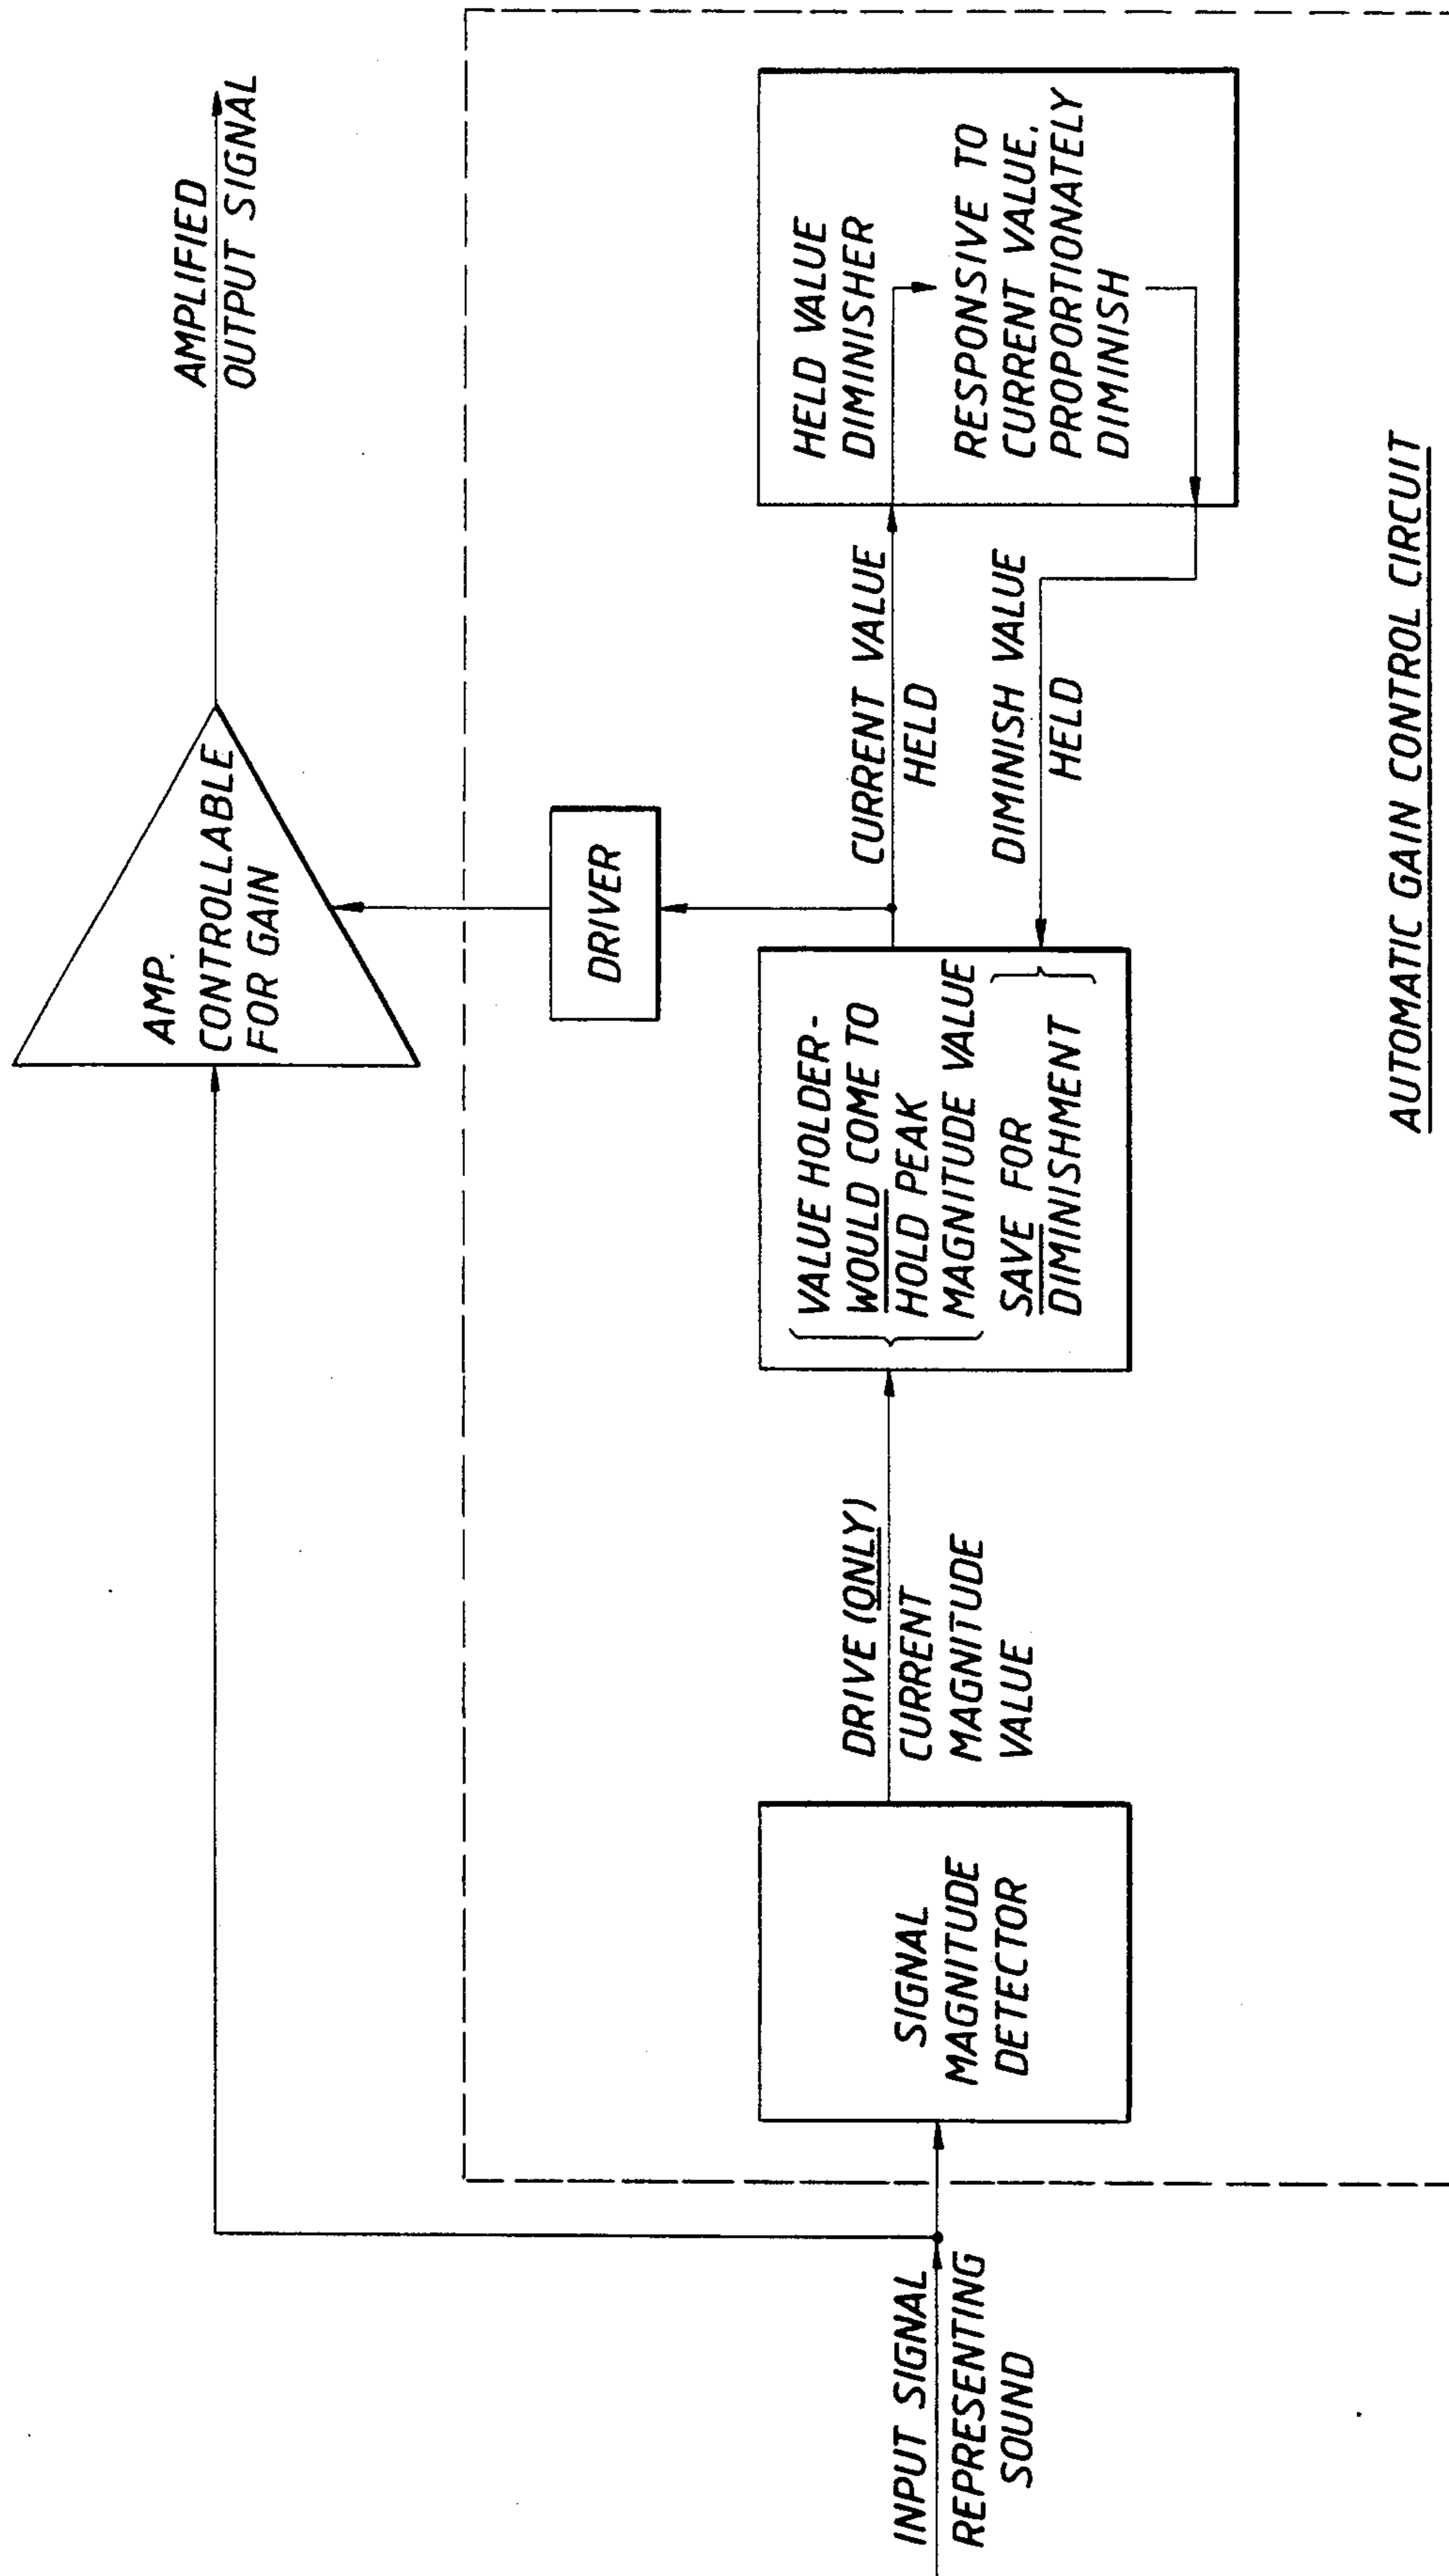 AMPLIFIED
OUTPUT SIGNAL
AMP.
CONTROLLABLE
FOR GAIN
DRIVER
INPUT SIGNAL
REPRESENTING
SOUND
SIGNAL
MAGNITUDE
DETECTOR
DRIVE (ONLY)
CURRENT
MAGNITUDE
VALUE
VALUE HOLDER-
WOULD COME TO
HOLD PEAK
MAGNITUDE VALUE
SAVE FOR
DIMINISHMENT
CURRENT VALUE
HELD
DIMINISH VALUE
HELD
HELD VALUE
DIMINISHER
RESPONSIVE TO
CURRENT VALUE,
PROPORTIONATELY
DIMINISH
AUTOMATIC GAIN CONTROL CIRCUIT